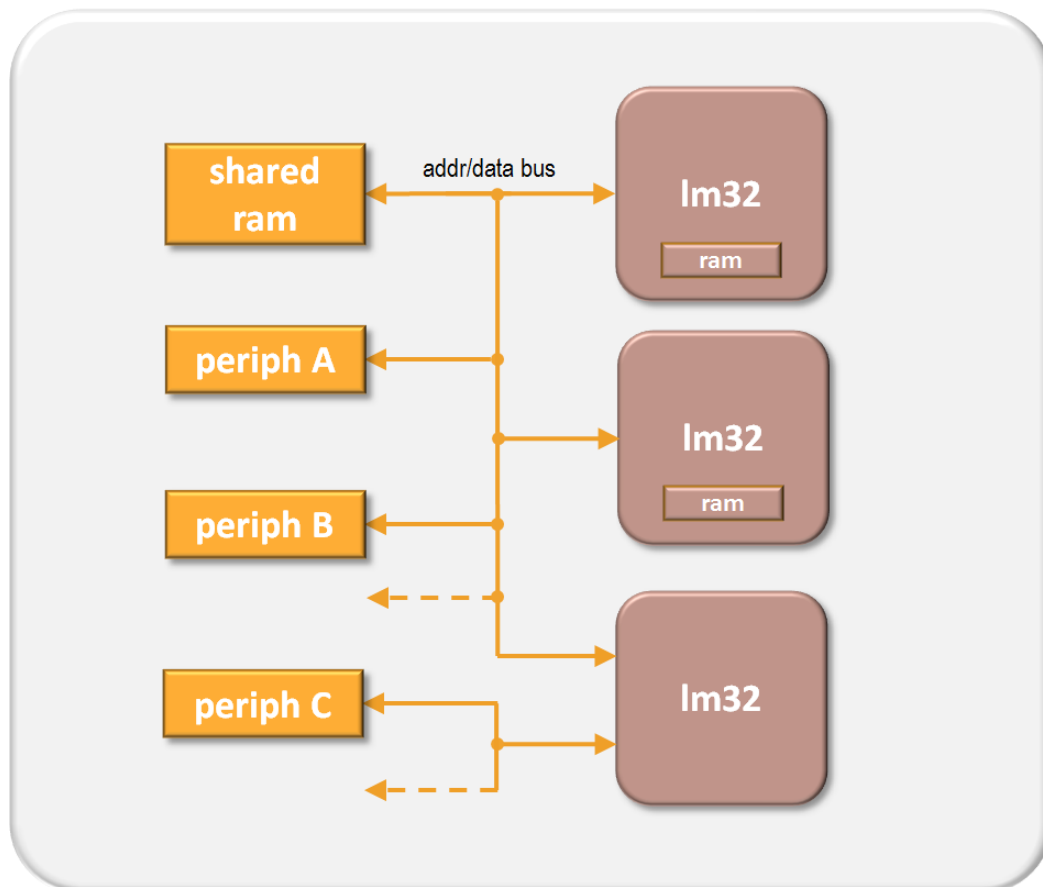 shared
ram
addr/data bus
lm32
ram
periph A
lm32
ram
periph B
periph C
lm32